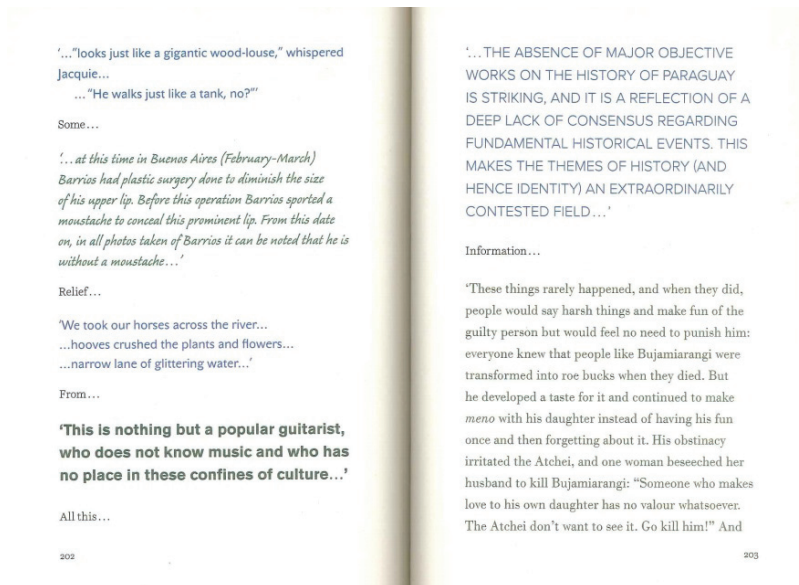 ‘…“looks just like a gigantic wood-louse,” whispered
Jacquie…
…“He walks just like a tank, no?”’
Some…
‘…at this time in Buenos Aires (February-March)
Barrios had plastic surgery done to diminish the size
of his upper lip. Before this operation Barrios sported a
moustache to conceal this prominent lip. From this date
on, in all photos taken of Barrios it can be noted that he is
without a moustache…’
Relief…
‘We took our horses across the river…
…hooves crushed the plants and flowers…
…narrow lane of glittering water…’
From…
‘This is nothing but a popular guitarist,
who does not know music and who has
no place in these confines of culture…’
All this…
202
‘…THE ABSENCE OF MAJOR OBJECTIVE
WORKS ON THE HISTORY OF PARAGUAY
IS STRIKING, AND IT IS A REFLECTION OF A
DEEP LACK OF CONSENSUS REGARDING
FUNDAMENTAL HISTORICAL EVENTS. THIS
MAKES THE THEMES OF HISTORY (AND
HENCE IDENTITY) AN EXTRAORDINARILY
CONTESTED FIELD…’
Information…
‘These things rarely happened, and when they did,
people would say harsh things and make fun of the
guilty person but would feel no need to punish him:
everyone knew that people like Bujamiarangi were
transformed into roe bucks when they died. But
he developed a taste for it and continued to make
meno with his daughter instead of having his fun
once and then forgetting about it. His obstinacy
irritated the Atchei, and one woman beseeched her
husband to kill Bujamiarangi: “Someone who makes
love to his own daughter has no valour whatsoever.
The Atchei don’t want to see it. Go kill him!” And
203